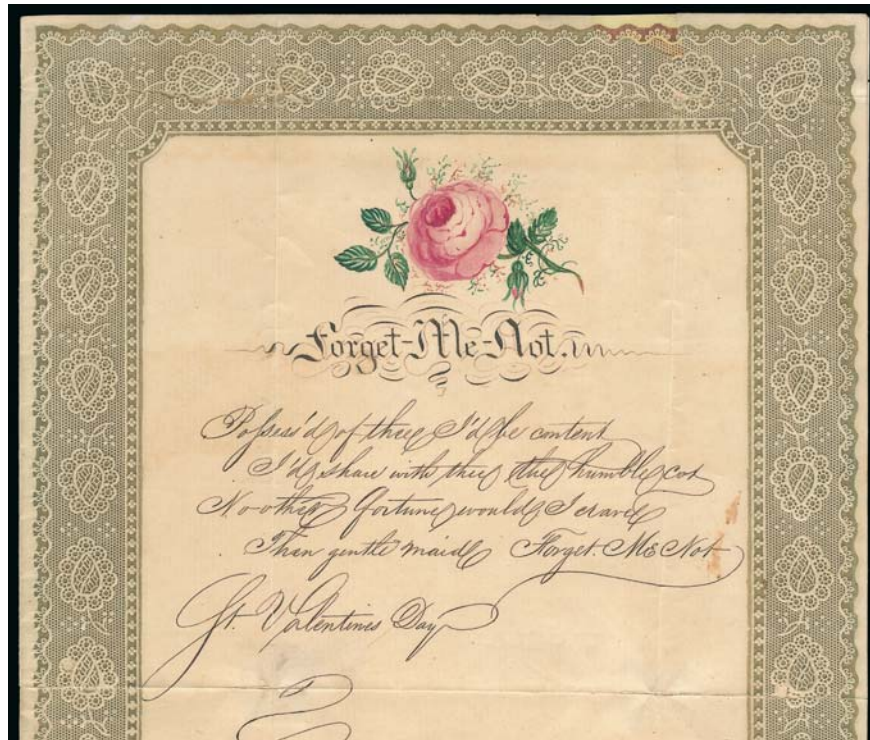 Forget-Me-Not.
Possess'd of thee I'd be content
I'd share with thee the humble cot
No other fortune would I crave
Than gentle maid Forget Me Not
St. Valentines Day